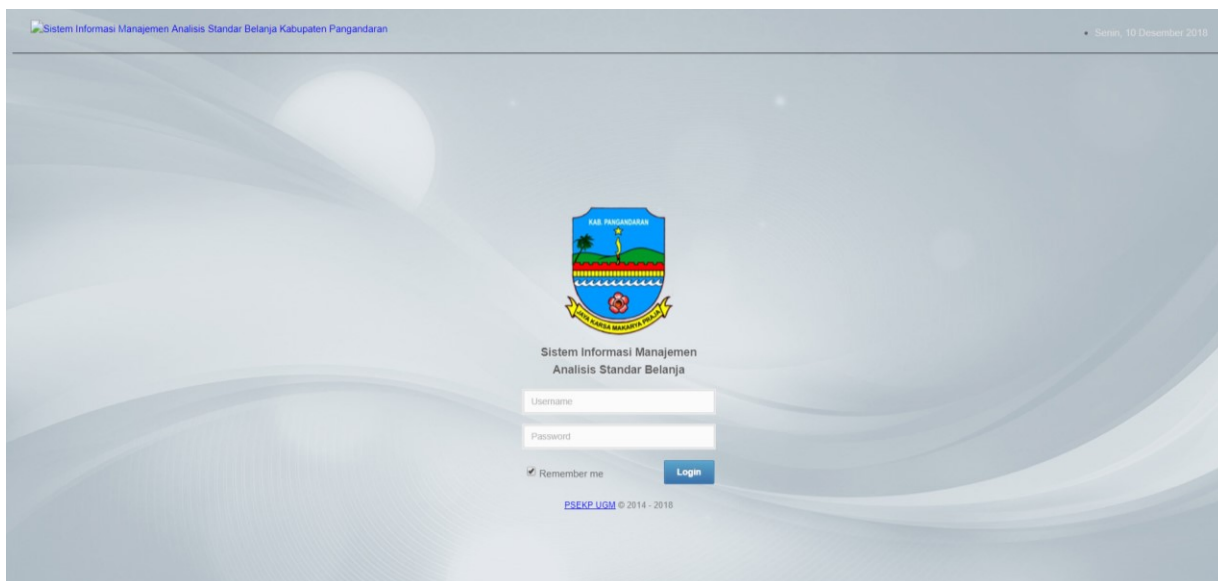 Sistem Informasi Manajemen Analisis Standar Belanja Kabupaten Pangandaran
Senin, 10 Desember 2018
KAB. PANGANDARAN
JAYA KARSA MAKARYA PRAJA
Sistem Informasi Manajemen
Analisis Standar Belanja
Username
Password
Remember me
Login
PSEKP UGM © 2014 - 2018